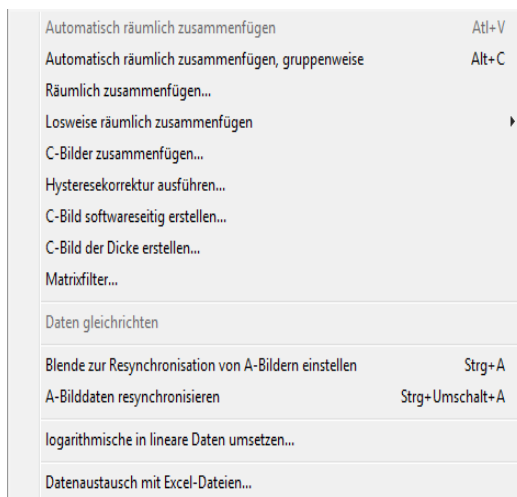 Automatisch räumlich zusammenfügen Atl+V
Automatisch räumlich zusammenfügen, gruppenweise Alt+C
Räumlich zusammenfügen...
Losweise räumlich zusammenfügen
C-Bilder zusammenfügen...
Hysteresekorrektur ausführen...
C-Bild softwareseitig erstellen...
C-Bild der Dicke erstellen...
Matrixfilter...
Daten gleichrichten
Blende zur Resynchronisation von A-Bildern einstellen Strg+A
A-Bilddaten resynchronisieren Strg+Umschalt+A
logarithmische in lineare Daten umsetzen...
Datenaustausch mit Excel-Dateien...